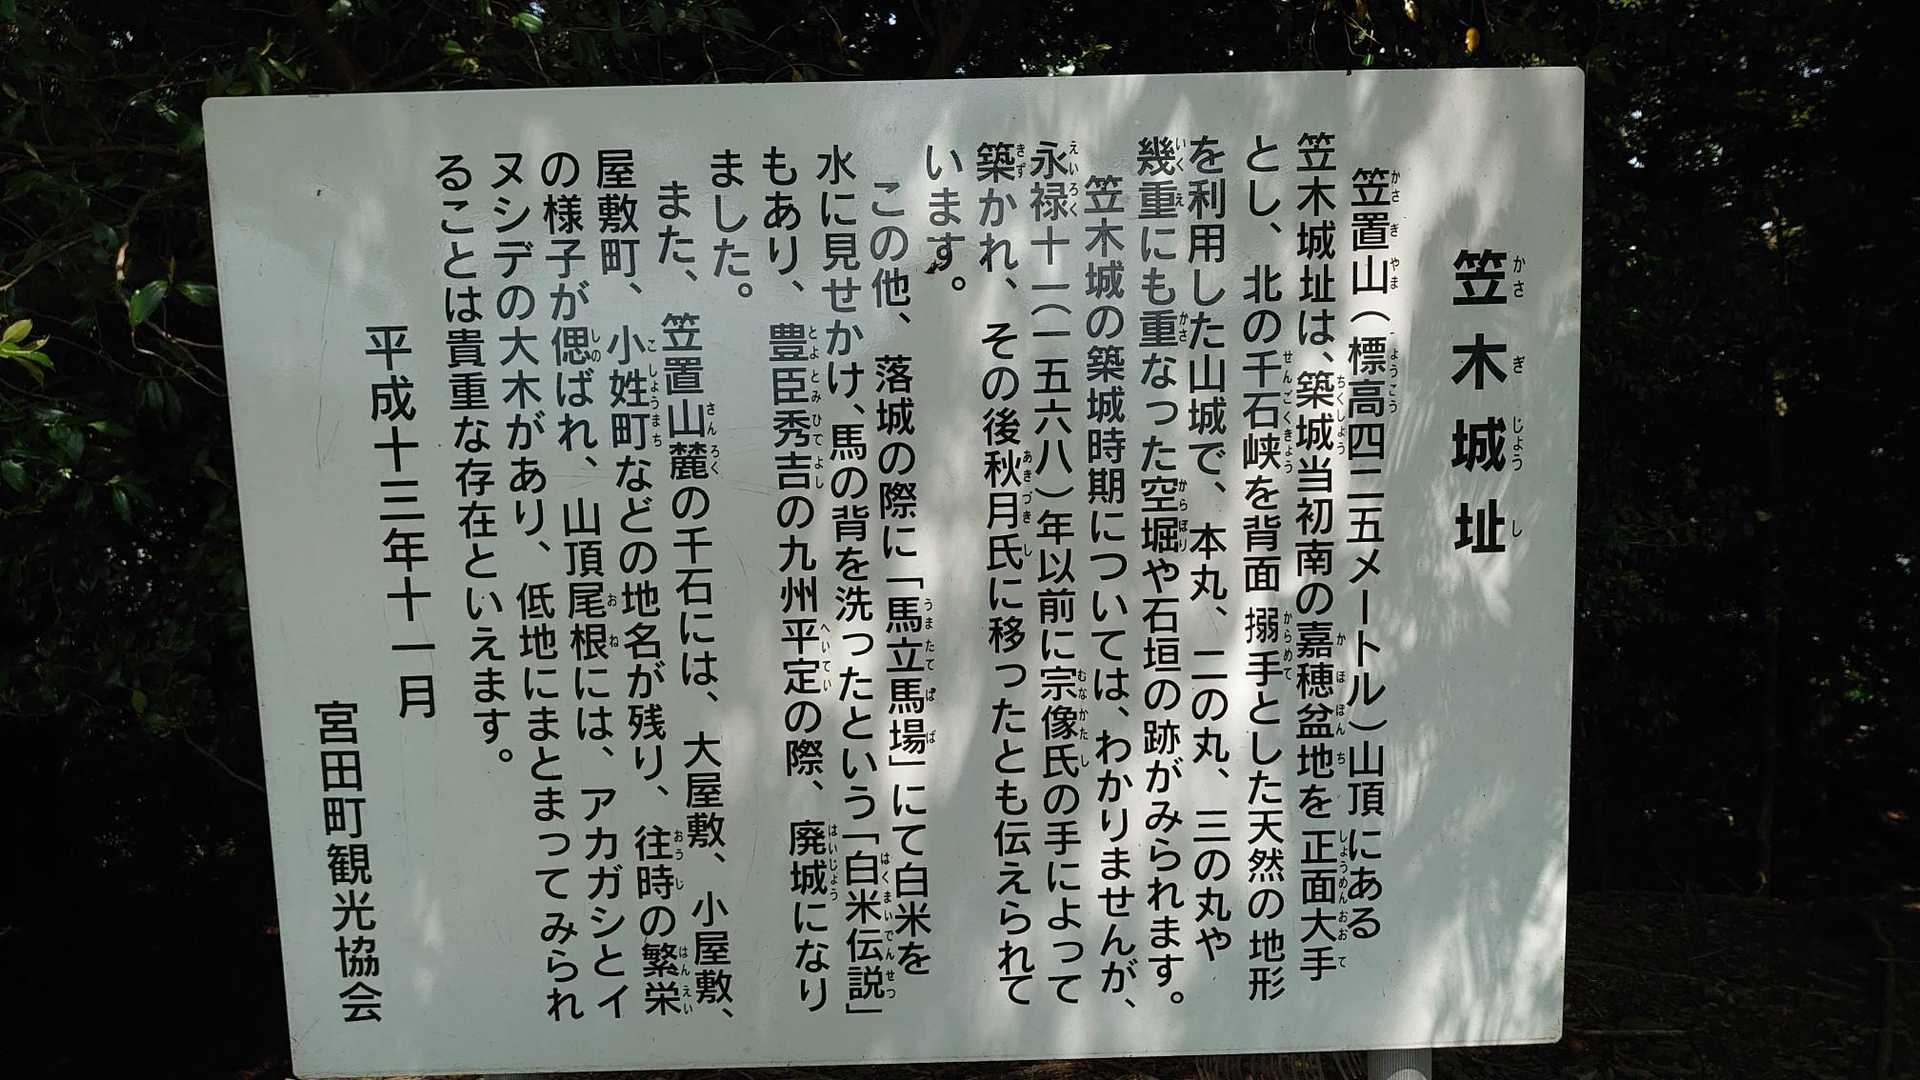 笠木城址
笠置山（標高四二五メートル）山頂にある
笠木城址は、築城当初南の嘉穂盆地を正面大手
とし、北の千石峡を背面搦手とした天然の地形
を利用した山城で、本丸、二の丸、三の丸や
幾重にも重なった空堀や石垣の跡がみられます。
笠木城の築城時期については、わかりませんが、
永禄十一（一五六八）年以前に宗像氏の手によって
築かれ、その後秋月氏に移ったとも伝えられて
います。
この他、落城の際に「馬立馬場」にて白米を
水に見せかけ、馬の背を洗ったという「白米伝説」
もあり、豊臣秀吉の九州平定の際、廃城になり
ました。
また、笠置山麓の千石には、大屋敷、小屋敷、
屋敷町、小姓町などの地名が残り、往時の繁栄
の様子が偲ばれ、山頂尾根には、アカガシとイ
ヌシデの大木があり、低地にまとまってみられ
ることは貴重な存在といえます。
平成十三年十一月
宮田町観光協会